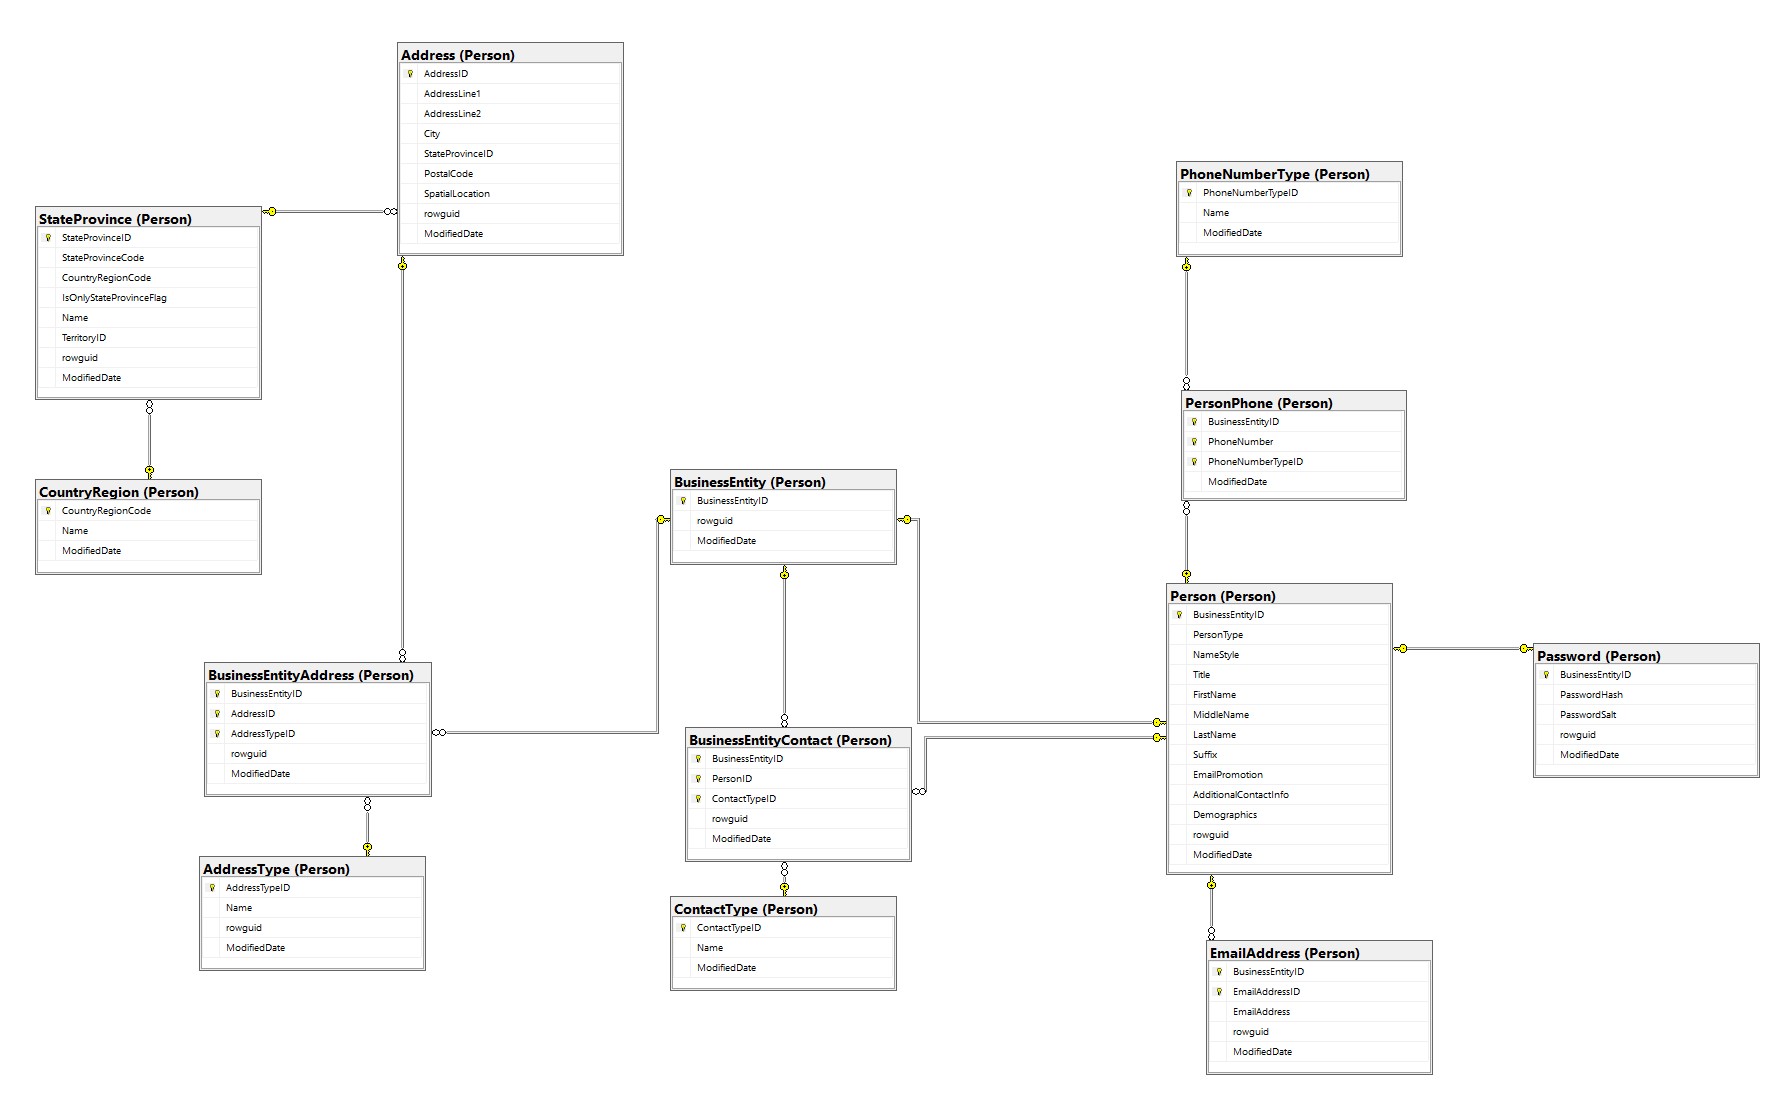 Address (Person)
AddressID
AddressLine1
AddressLine2
City
StateProvinceID
PostalCode
SpatialLocation
rowguid
ModifiedDate
PhoneNumberType (Person)
PhoneNumberTypeID
Name
ModifiedDate
StateProvince (Person)
StateProvinceID
StateProvinceCode
CountryRegionCode
IsOnlyStateProvinceFlag
Name
TerritoryID
rowguid
ModifiedDate
PersonPhone (Person)
BusinessEntityID
PhoneNumber
PhoneNumberTypeID
ModifiedDate
CountryRegion (Person)
CountryRegionCode
Name
ModifiedDate
BusinessEntity (Person)
BusinessEntityID
rowguid
ModifiedDate
Person (Person)
BusinessEntityID
PersonType
NameStyle
Title
FirstName
MiddleName
LastName
Suffix
EmailPromotion
AdditionalContactInfo
Demographics
rowguid
ModifiedDate
Password (Person)
BusinessEntityID
PasswordHash
PasswordSalt
rowguid
ModifiedDate
BusinessEntityAddress (Person)
BusinessEntityID
AddressID
AddressTypeID
rowguid
ModifiedDate
BusinessEntityContact (Person)
BusinessEntityID
PersonID
ContactTypeID
rowguid
ModifiedDate
AddressType (Person)
AddressTypeID
Name
rowguid
ModifiedDate
ContactType (Person)
ContactTypeID
Name
ModifiedDate
EmailAddress (Person)
BusinessEntityID
EmailAddressID
EmailAddress
rowguid
ModifiedDate